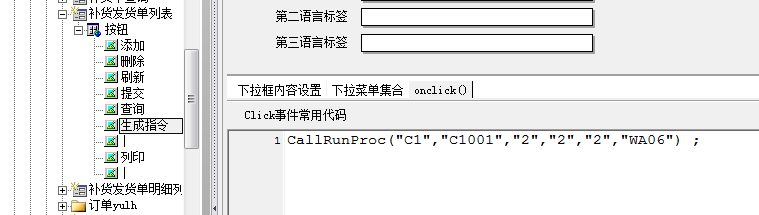 补货发货单列表
按钮
添加
删除
刷新
提交
查询
生成指令
|
列印
|
补货发货单明细列
订单yulh
第二语言标签
第三语言标签
下拉框内容设置 下拉菜单集合 onclick()
Click事件常用代码
1 CallRunProc("C1","C1001","2","2","2","WA06") ;